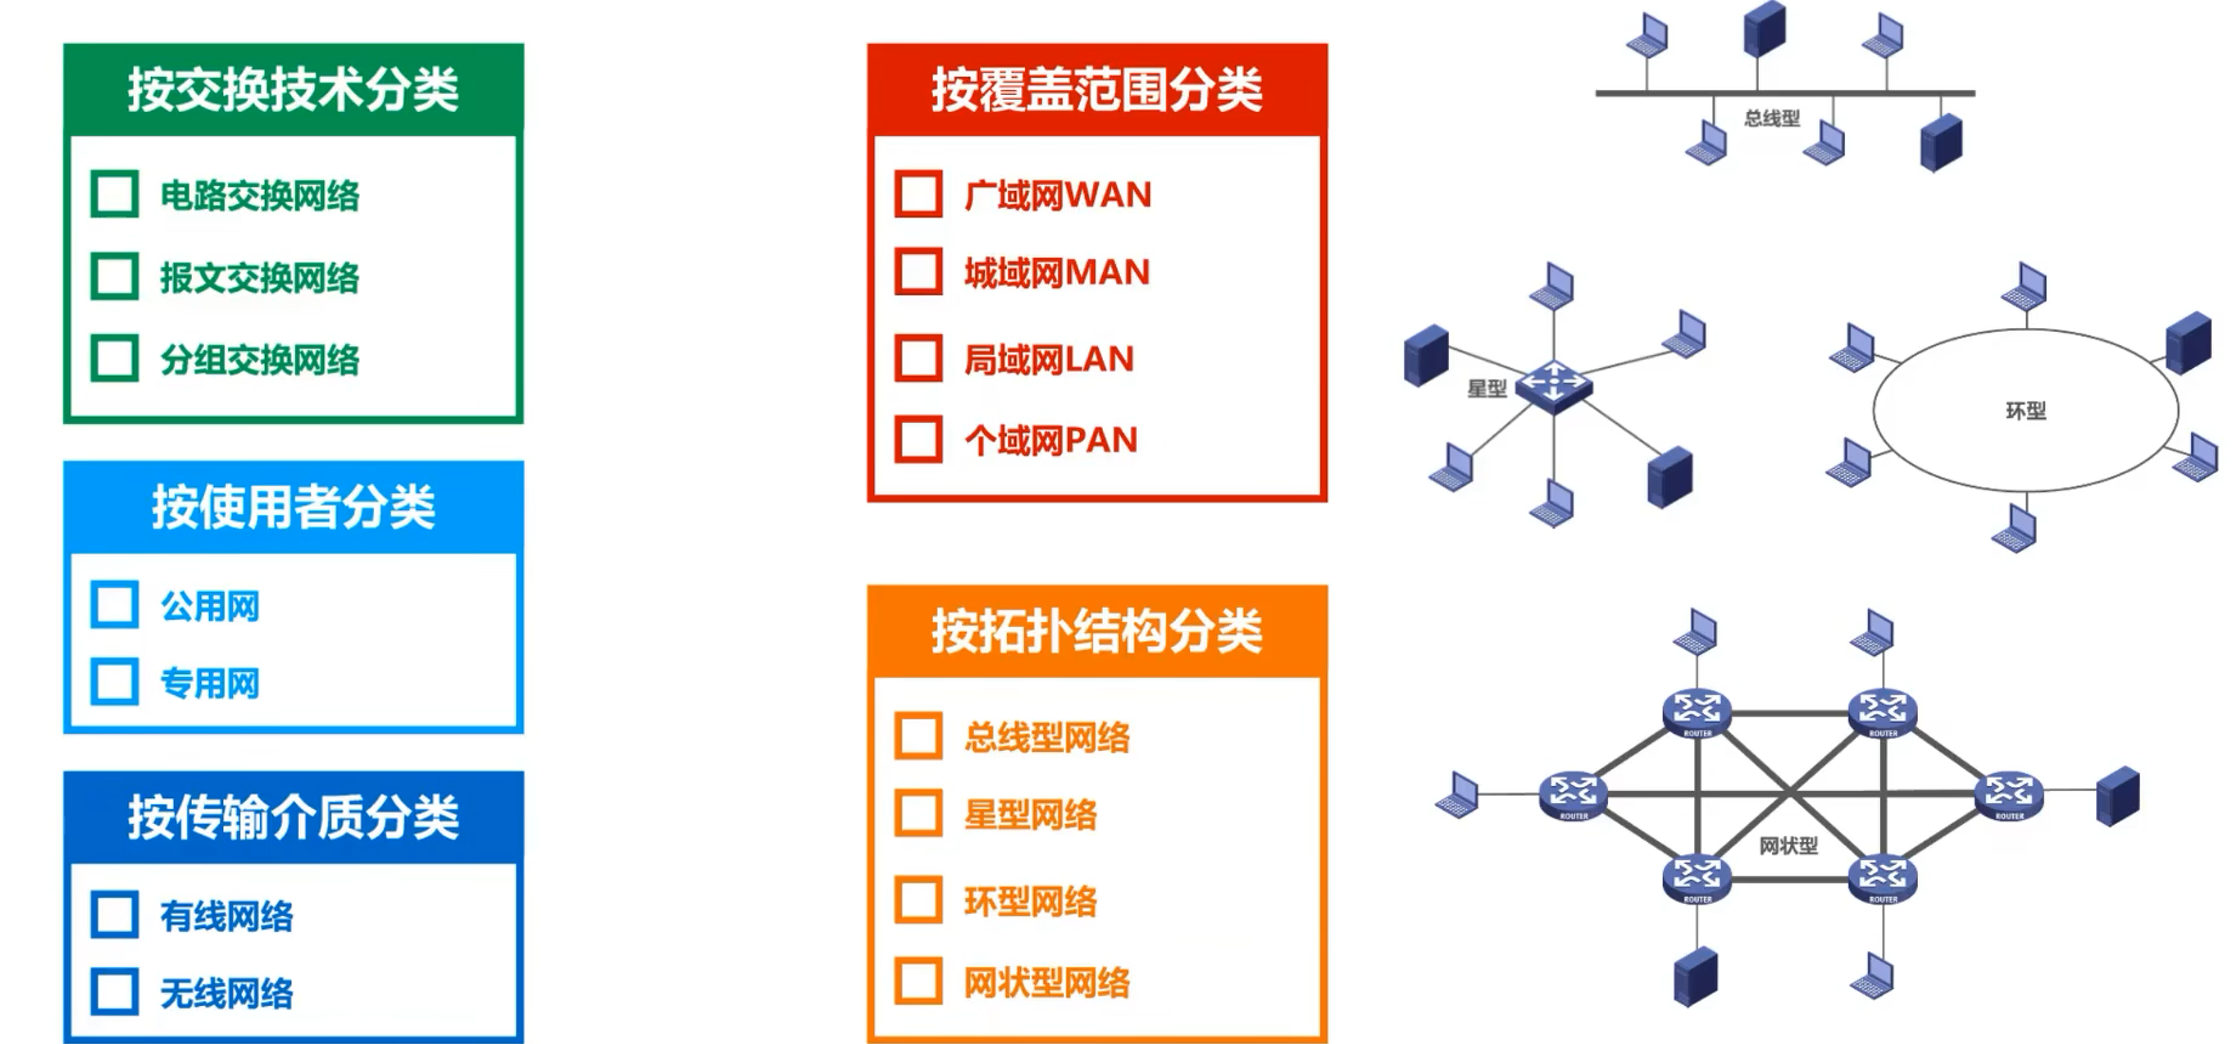 按交换技术分类
电路交换网络
报文交换网络
分组交换网络
按使用者分类
公用网
专用网
按传输介质分类
有线网络
无线网络
按覆盖范围分类
广域网WAN
城域网MAN
局域网LAN
个域网PAN
按拓扑结构分类
总线型网络
星型网络
环型网络
网状型网络
总线型
星型
环型
ROUTER
ROUTER
ROUTER
ROUTER
网状型
ROUTER
ROUTER